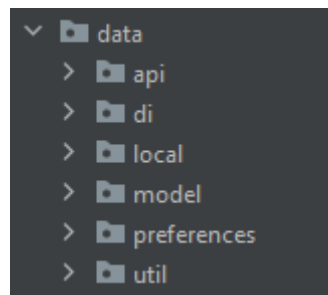 data
api
di
local
model
preferences
util